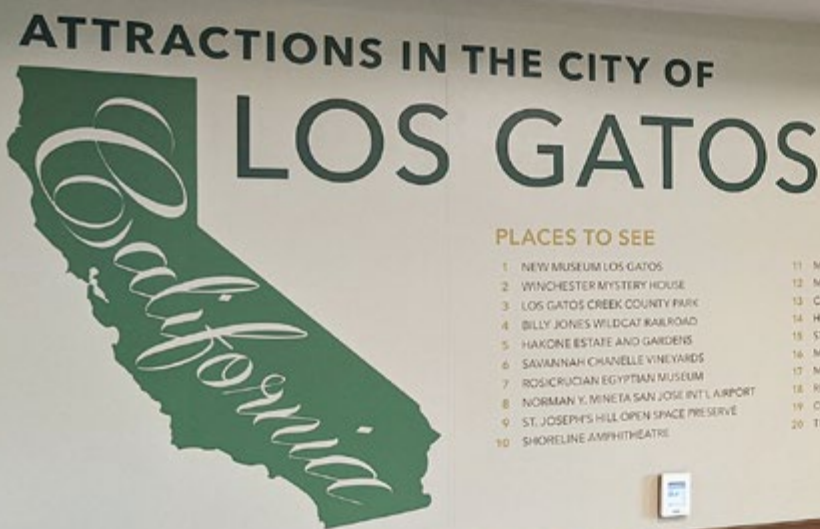 ATTRACTIONS IN THE CITY OF
LOS GATOS
California
PLACES TO SEE
1 NEW MUSEUM LOS GATOS
2 WINCHESTER MYSTERY HOUSE
3 LOS GATOS CREEK COUNTY PARK
4 BILLY JONES WILDCAT RAILROAD
5 HAKONE ESTATE AND GARDENS
6 SAVANNAH CHANELLE VINEYARDS
7 ROSICRUCIAN EGYPTIAN MUSEUM
8 NORMAN Y. MINETA SAN JOSE INT'L AIRPORT
9 ST. JOSEPH'S HILL OPEN SPACE PRESERVE
10 SHORELINE AMPHITHEATRE
11
12
13
14
15
16
17
18
19
20